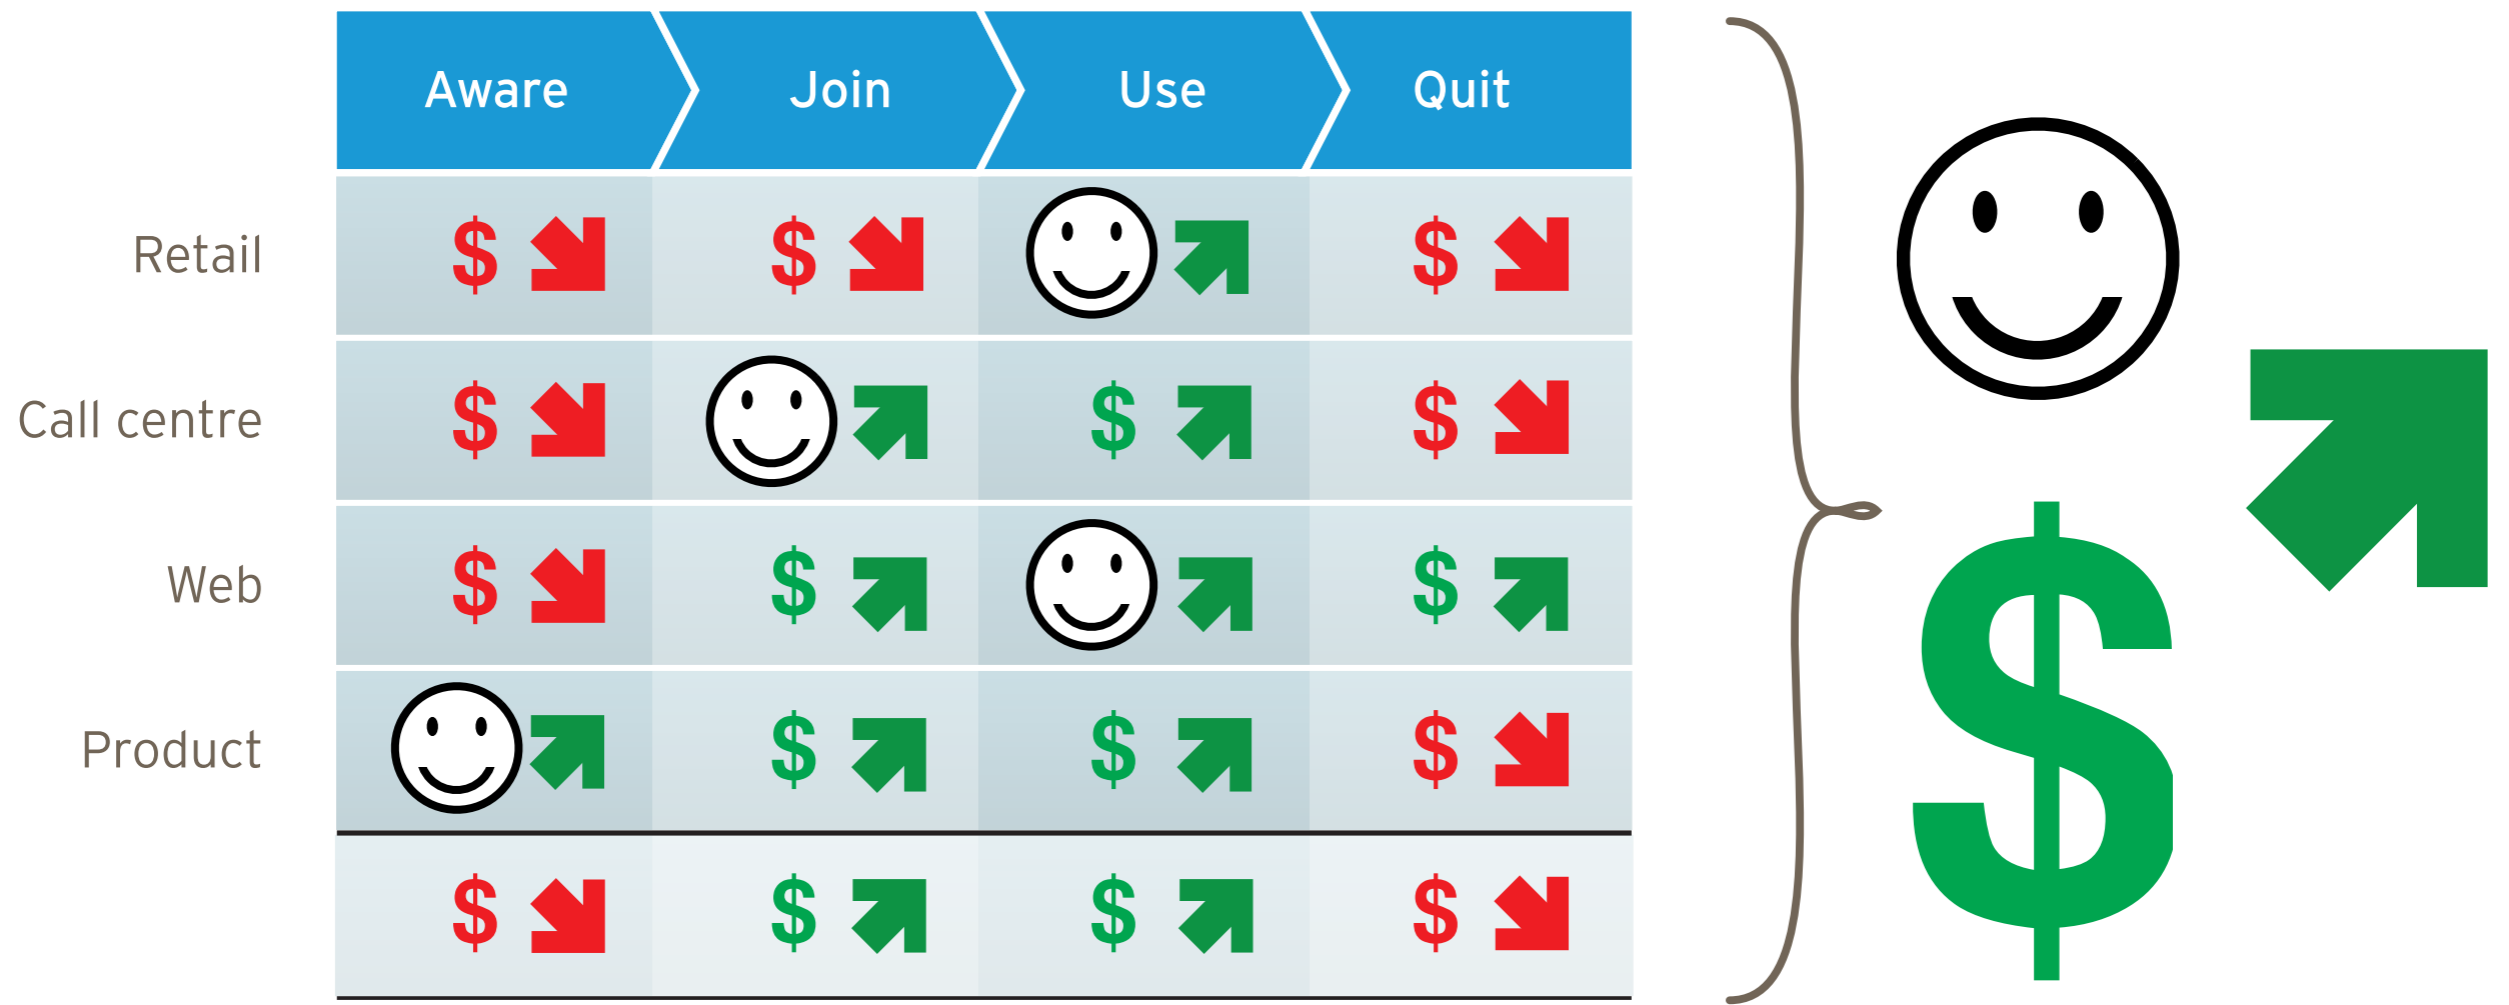 Aware Join Use Quit
Retail $ $ $
Call centre $ $ $
Web $ $ $
Product $ $ $
$ $ $ $
$